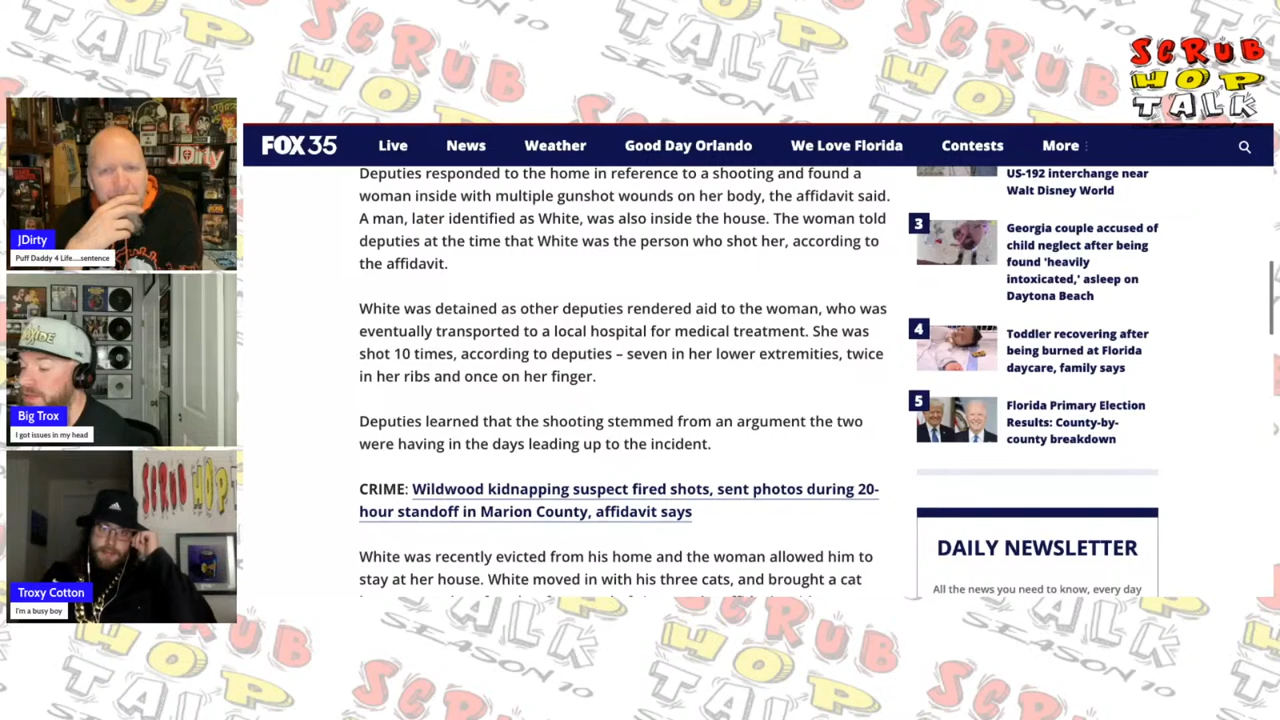 SCRUB
HOP
TALK
JDirty
Puff Daddy 4 Life.....sentence
Big Trox
I got issues in my head
Troxy Cotton
I'm a busy boy
FOX 35
Live
News
Weather
Good Day Orlando
We Love Florida
Contests
More
Deputies responded to the home in reference to a shooting and found a
woman inside with multiple gunshot wounds on her body, the affidavit said.
A man, later identified as White, was also inside the house. The woman told
deputies at the time that White was the person who shot her, according to
the affidavit.
White was detained as other deputies rendered aid to the woman, who was
eventually transported to a local hospital for medical treatment. She was
shot 10 times, according to deputies – seven in her lower extremities, twice
in her ribs and once on her finger.
Deputies learned that the shooting stemmed from an argument the two
were having in the days leading up to the incident.
CRIME: Wildwood kidnapping suspect fired shots, sent photos during 20-
hour standoff in Marion County, affidavit says
White was recently evicted from his home and the woman allowed him to
stay at her house. White moved in with his three cats, and brought a cat
US-192 interchange near
Walt Disney World
3
Georgia couple accused of
child neglect after being
found 'heavily
intoxicated,' asleep on
Daytona Beach
4
Toddler recovering after
being burned at Florida
daycare, family says
5
Florida Primary Election
Results: County-by-
county breakdown
DAILY NEWSLETTER
All the news you need to know, every day